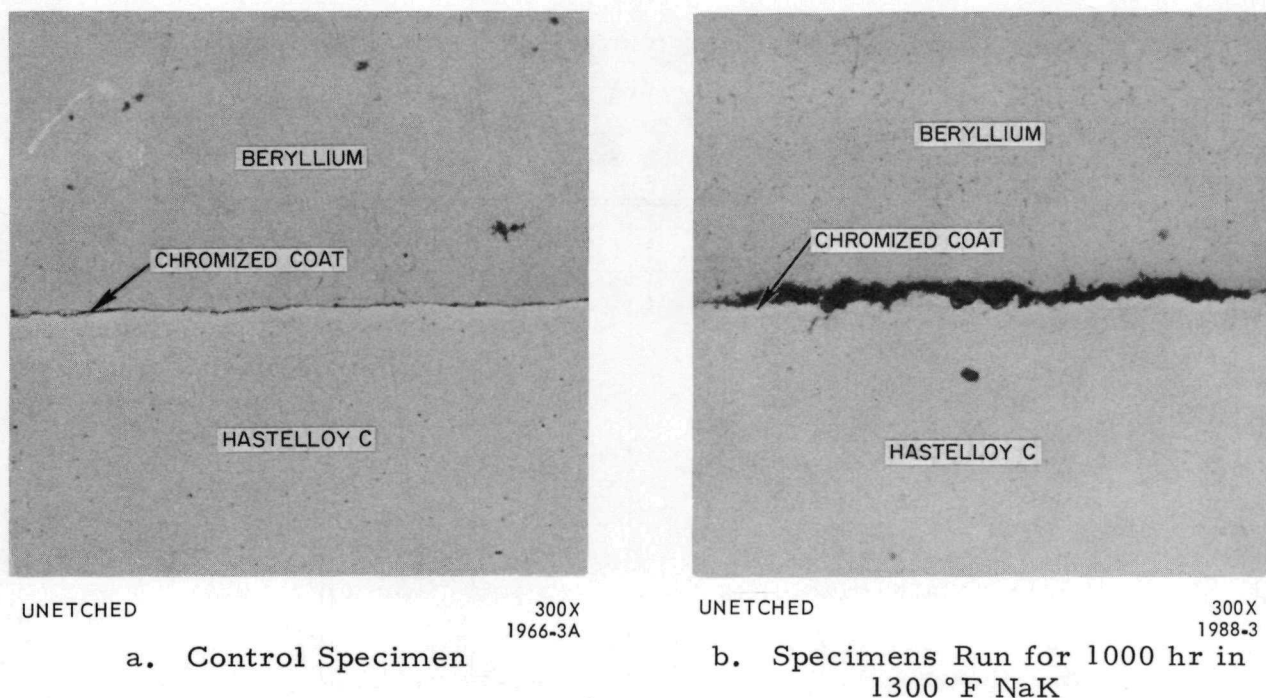 BERYLLIUM
CHROMIZED COAT
HASTELLOY C
UNETCHED
300X
1966-3A
a. Control Specimen
BERYLLIUM
CHROMIZED COAT
HASTELLOY C
UNETCHED
300X
1988-3
b. Specimens Run for 1000 hr in
1300°F NaK